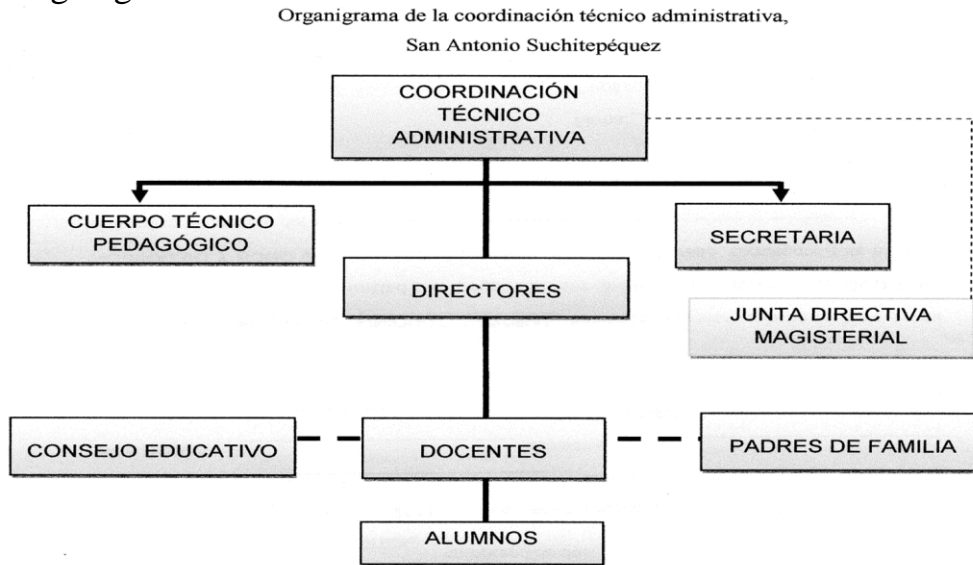 Organigrama de la coordinación técnico administrativa,
San Antonio Suchitepéquez
COORDINACIÓN
TÉCNICO
ADMINISTRATIVA
CUERPO TÉCNICO
PEDAGÓGICO
SECRETARIA
DIRECTORES
JUNTA DIRECTIVA
MAGISTERIAL
CONSEJO EDUCATIVO
DOCENTES
PADRES DE FAMILIA
ALUMNOS